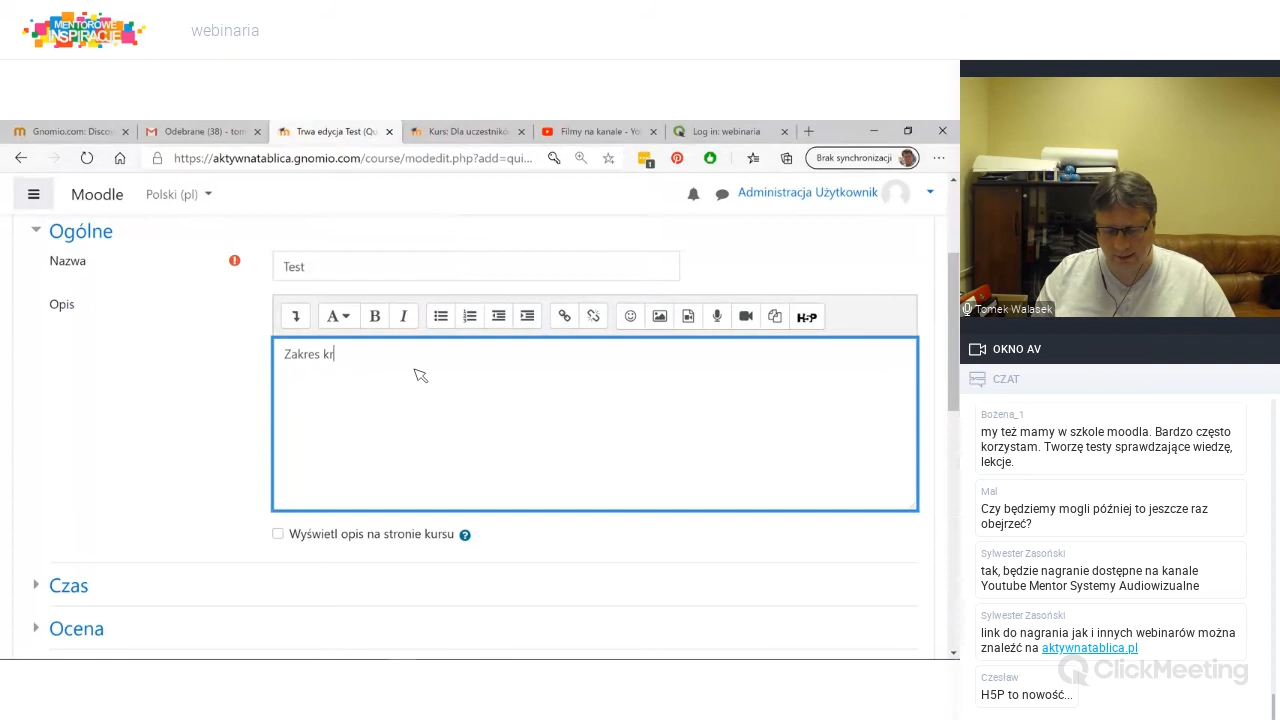 MENTOROWE
INSPIRACJE
webinaria
Gnomio.com: Discov
Odebrane (38) - tom
Trwa edycja Test (Qu
Kurs: Dla uczestników
Filmy na kanale - Yo
Log in: webinaria
https://aktywnatablica.gnomio.com/course/modedit.php?add=qui...
1
Brak synchronizacji
Moodle
Polski (pl)
Administracja Użytkownik
Ogólne
Nazwa
Test
Opis
A
B
I
H-P
Zakres kr
Wyświetl opis na stronie kursu
Czas
Ocena
Tomek Walasek
OKNO AV
CZAT
Bożena_1
my też mamy w szkole moodla. Bardzo często
korzystam. Tworzę testy sprawdzające wiedzę,
lekcje.
Mal
Czy będziemy mogli później to jeszcze raz
obejrzeć?
Sylwester Zasoński
tak, będzie nagranie dostępne na kanale
Youtube Mentor Systemy Audiowizualne
Sylwester Zasoński
link do nagrania jak i innych webinarów można
znaleźć na aktywnatablica.pl
ClickMeeting
Czesław
H5P to nowość...